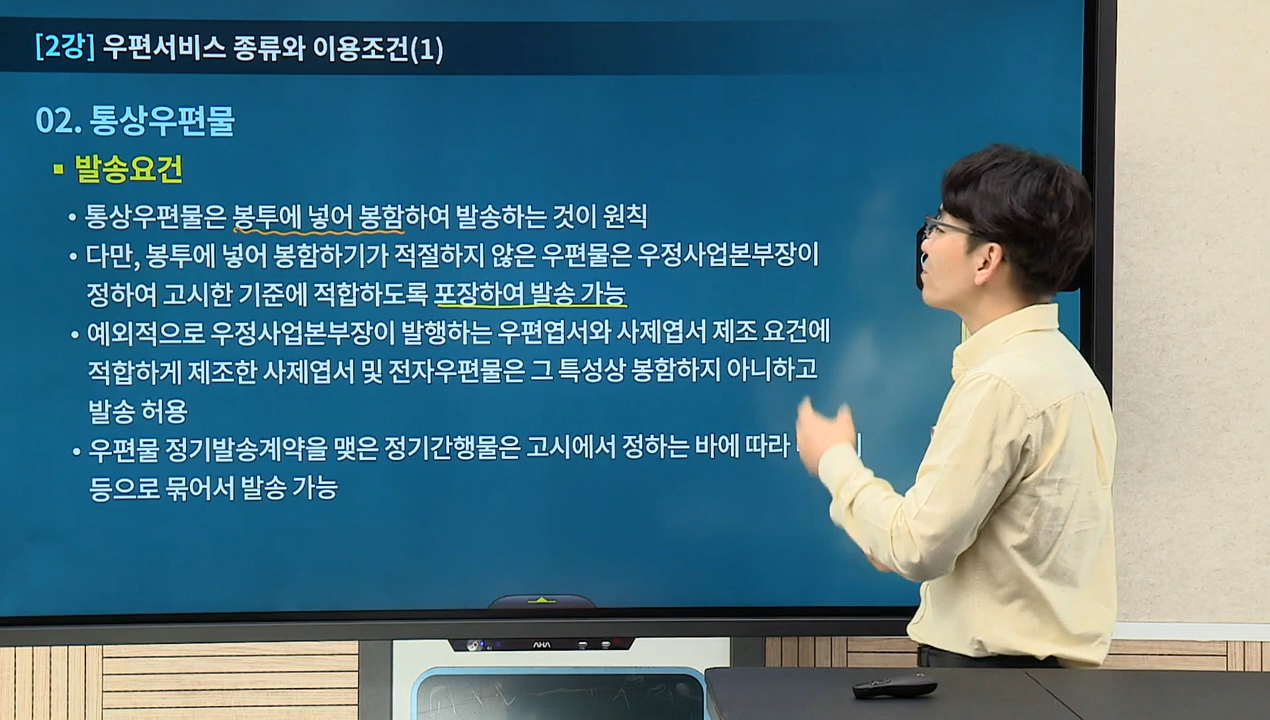 [2강] 우편서비스 종류와 이용조건(1)
02. 통상우편물
▪ 발송요건
• 통상우편물은 봉투에 넣어 봉함하여 발송하는 것이 원칙
• 다만, 봉투에 넣어 봉함하기가 적절하지 않은 우편물은 우정사업본부장이
정하여 고시한 기준에 적합하도록 포장하여 발송 가능
• 예외적으로 우정사업본부장이 발행하는 우편엽서와 사제엽서 제조 요건에
적합하게 제조한 사제엽서 및 전자우편물은 그 특성상 봉함하지 아니하고
발송 허용
• 우편물 정기발송계약을 맺은 정기간행물은 고시에서 정하는 바에 따라
등으로 묶어서 발송 가능
AHA